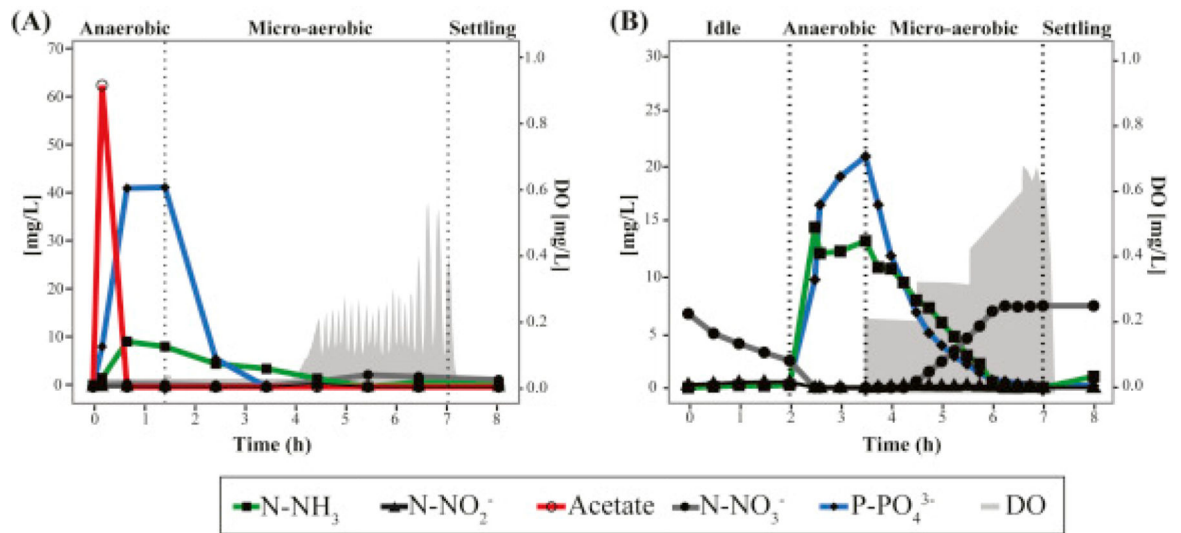 (A)
Anaerobic Micro-aerobic Settling
70
60
50
40
30
20
10
0
[mg/L]
1.0
0.8
0.6
0.4
0.2
0.0
DO [mg/L]
0 1 2 3 4 5 6 7 8
Time (h)
(B)
Idle Anaerobic Micro-aerobic Settling
30
25
20
15
10
5
0
[mg/L]
1.0
0.8
0.6
0.4
0.2
0.0
DO [mg/L]
0 1 2 3 4 5 6 7 8
Time (h)
N-NH₃ N-NO₂⁻ Acetate N-NO₃⁻ P-PO₄³⁻ DO